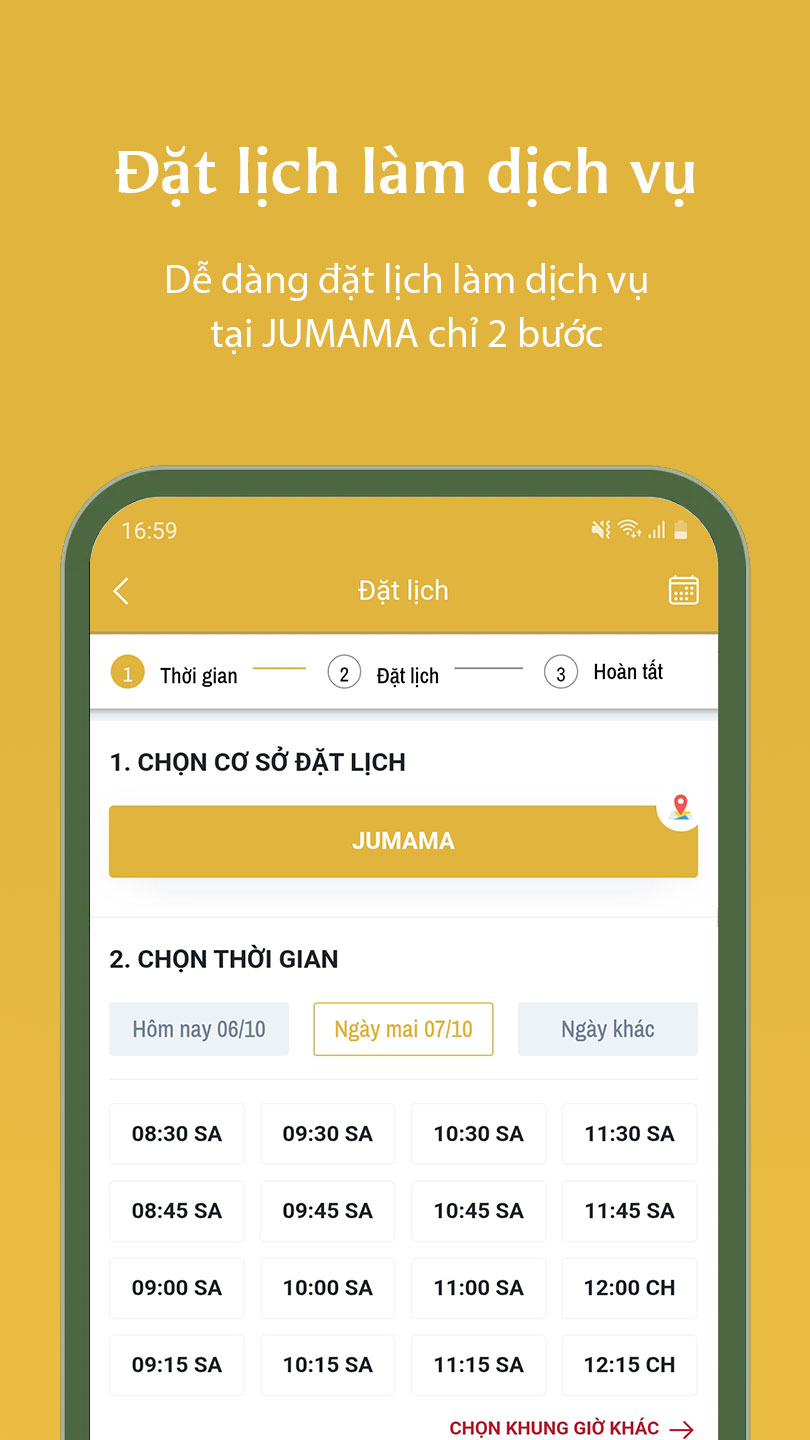 Đặt lịch làm dịch vụ
Dễ dàng đặt lịch làm dịch vụ
tại JUMAMA chỉ 2 bước
16:59
Đặt lịch
1 Thời gian 2 Đặt lịch 3 Hoàn tất
1. CHỌN CƠ SỞ ĐẶT LỊCH
JUMAMA
2. CHỌN THỜI GIAN
Hôm nay 06/10 Ngày mai 07/10 Ngày khác
08:30 SA 09:30 SA 10:30 SA 11:30 SA
08:45 SA 09:45 SA 10:45 SA 11:45 SA
09:00 SA 10:00 SA 11:00 SA 12:00 CH
09:15 SA 10:15 SA 11:15 SA 12:15 CH
CHỌN KHUNG GIỜ KHÁC